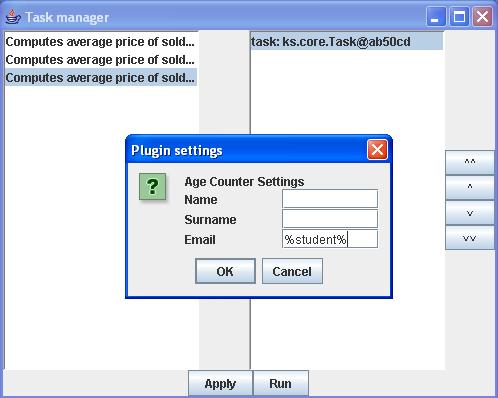 Task manager
Computes average price of sold...
Computes average price of sold...
Computes average price of sold...
task: ks.core.Task@ab50cd
Plugin settings
?
Age Counter Settings
Name
Surname
Email %student%
OK Cancel
^^
^
v
vv
Apply Run